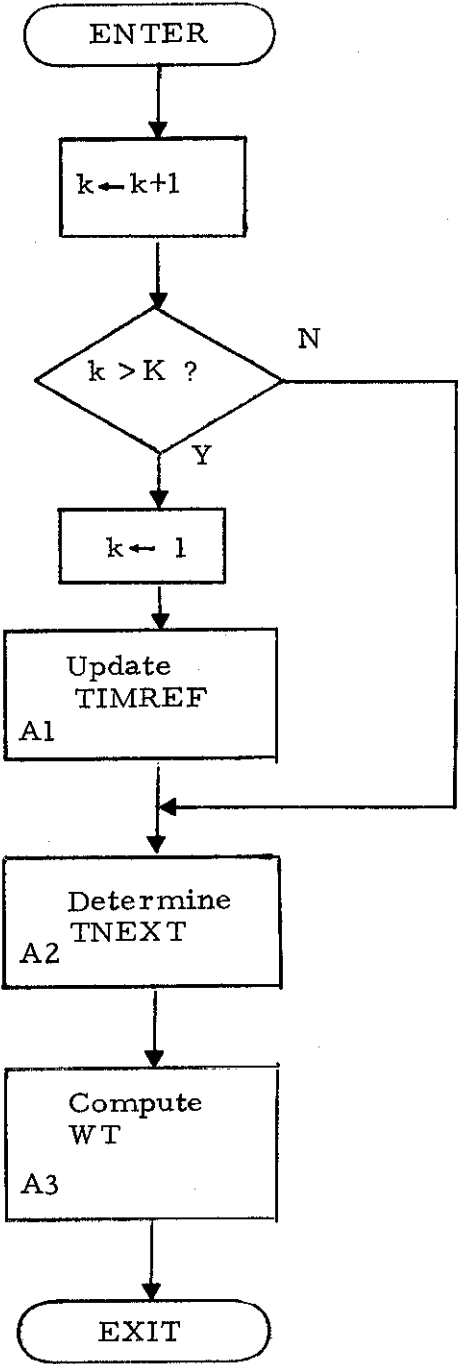 ENTER
k←k+1
N
k > K ?
Y
k← 1
Update
TIMREF
A1
Determine
TNEXT
A2
Compute
WT
A3
EXIT